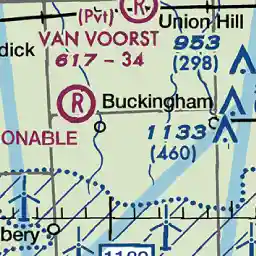 (Pvt)
R
Union Hill
dick
VAN VOORST
617 - 34
953
(298)
R
Buckingham
ONABLE
1133
(460)
bery